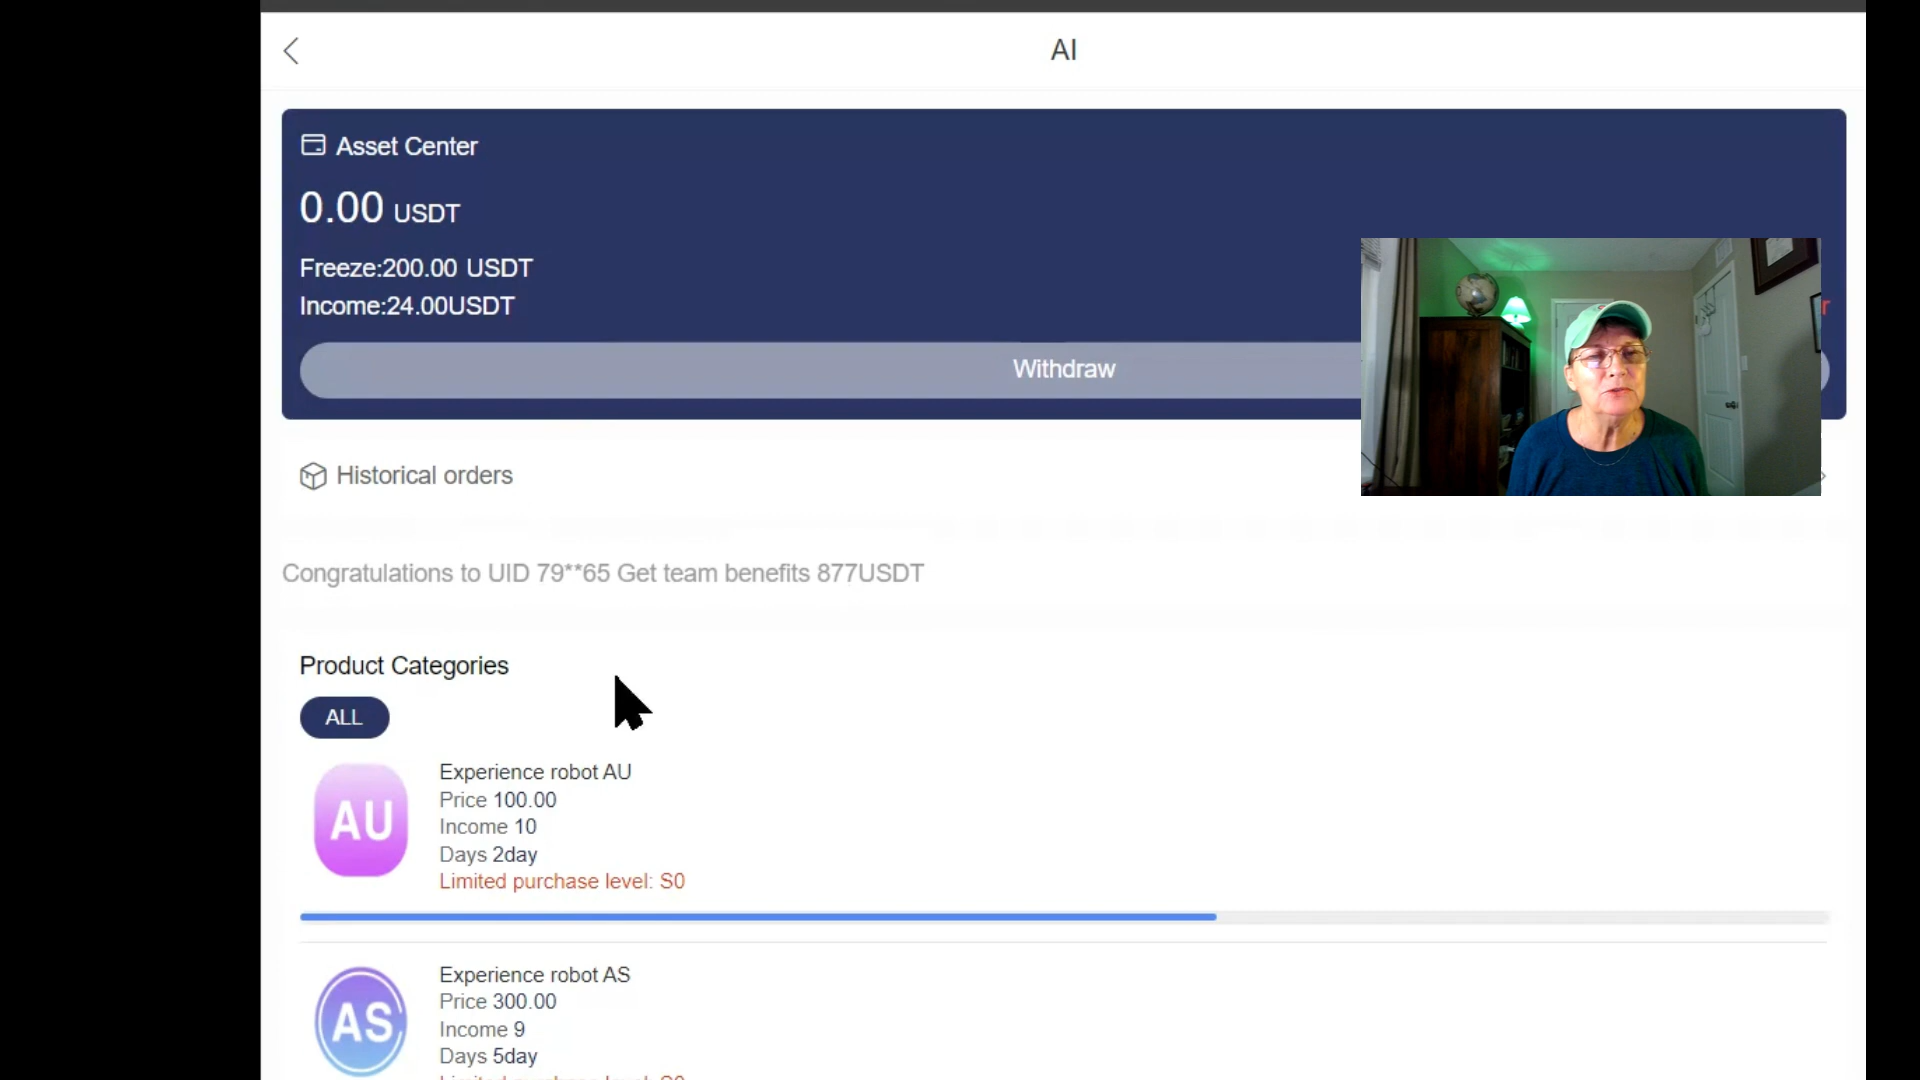 AI
Asset Center
0.00 USDT
Freeze:200.00 USDT
Income:24.00USDT
Withdraw
Historical orders
Congratulations to UID 79**65 Get team benefits 877USDT
Product Categories
ALL
AU
Experience robot AU
Price 100.00
Income 10
Days 2day
Limited purchase level: S0
AS
Experience robot AS
Price 300.00
Income 9
Days 5day